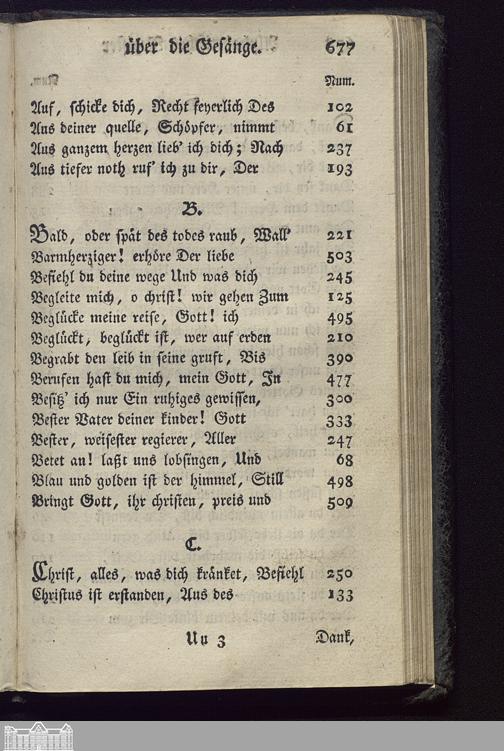 über die Gesänge. 677
Num.
Auf, schicke dich, Recht feyerlich Des 102
Aus deiner quelle, Schöpfer, nimmt 61
Aus ganzem herzen lieb' ich dich; Nach 237
Aus tiefer noth ruf' ich zu dir, Der 193
B.
Bald, oder spät des todes raub, Wall' 221
Barmherziger! erhöre Der liebe 503
Befiehl du deine wege Und was dich 245
Begleite mich, o christ! wir gehen Zum 125
Beglücke meine reise, Gott! ich 495
Beglückt, beglückt ist, wer auf erden 210
Begrabt den leib in seine gruft, Bis 390
Berufen hast du mich, mein Gott, In 477
Besitz' ich nur Ein ruhiges gewissen, 300
Bester Vater deiner kinder! Gott 333
Bester, weisester regierer, Aller 247
Betet an! laßt uns lobsingen, Und 68
Blau und golden ist der himmel, Still 498
Bringt Gott, ihr christen, preis und 509
C.
Christ, alles, was dich kränket, Befiehl 250
Christus ist erstanden, Aus des 133
Uu 3 Dank,